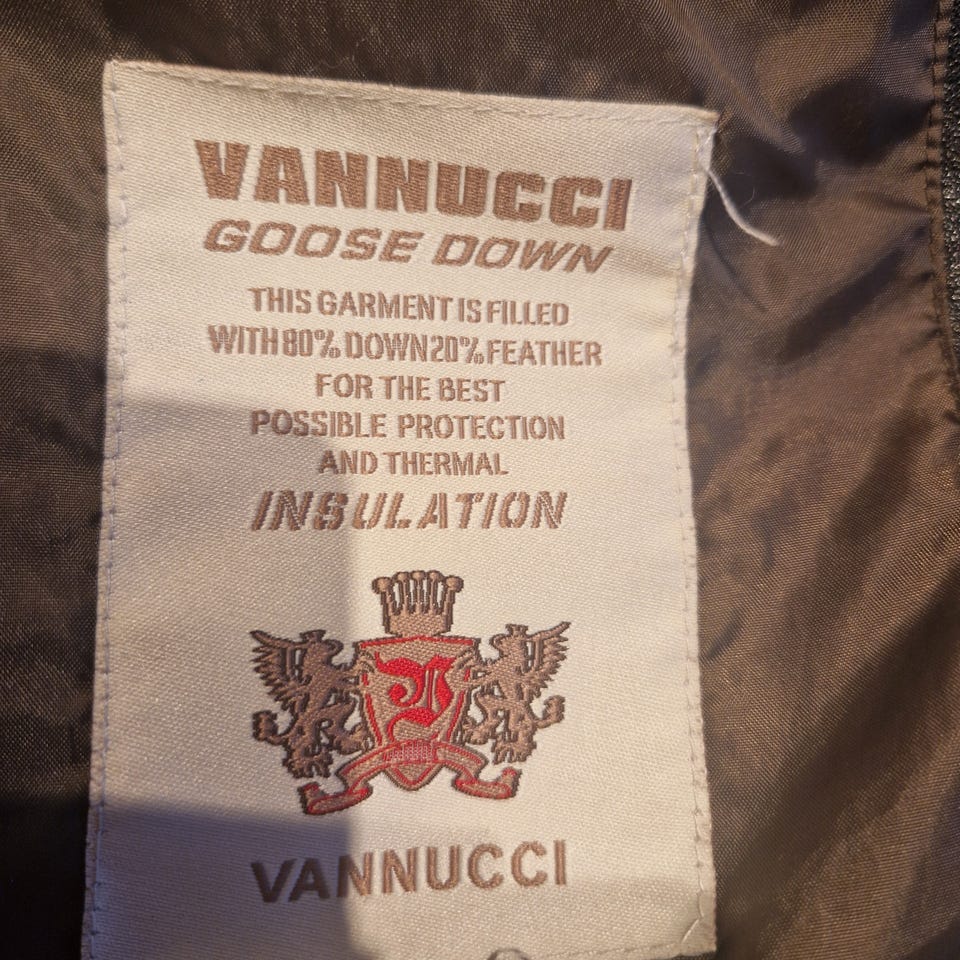 VANNUCCI
GOOSE DOWN
THIS GARMENT IS FILLED
WITH 80% DOWN 20% FEATHER
FOR THE BEST
POSSIBLE PROTECTION
AND THERMAL
INSULATION
VANNUCCI